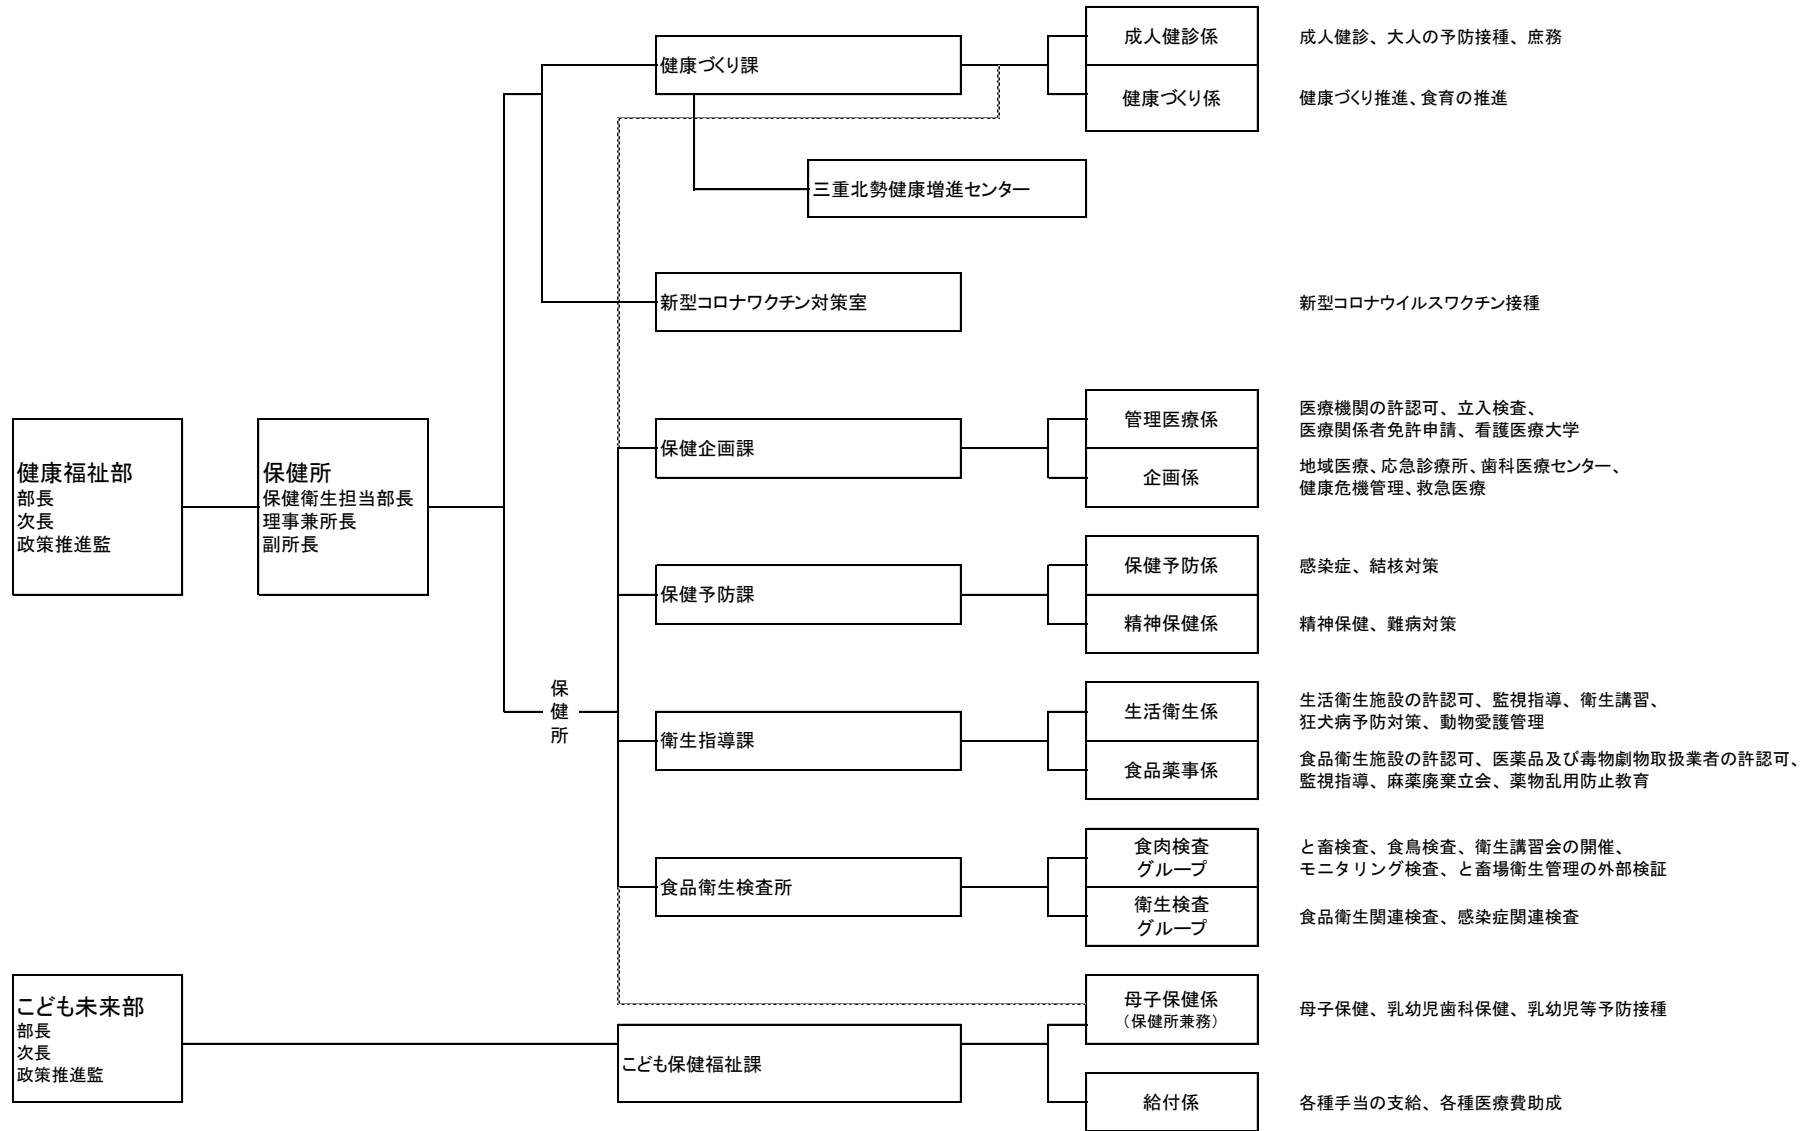 成人健診係
成人健診、大人の予防接種、庶務
健康づくり課
健康づくり係
健康づくり推進、食育の推進
三重北勢健康増進センター
新型コロナワクチン対策室
新型コロナウイルスワクチン接種
健康福祉部
部長
次長
政策推進監
保健所
保健衛生担当部長
理事兼所長
副所長
保健所
保健企画課
管理医療係
医療機関の許認可、立入検査、
医療関係者免許申請、看護医療大学
企画係
地域医療、応急診療所、歯科医療センター、
健康危機管理、救急医療
保健予防課
保健予防係
感染症、結核対策
精神保健係
精神保健、難病対策
衛生指導課
生活衛生係
生活衛生施設の許認可、監視指導、衛生講習、
狂犬病予防対策、動物愛護管理
食品薬事係
食品衛生施設の許認可、医薬品及び毒物劇物取扱業者の許認可、
監視指導、麻薬廃棄立会、薬物乱用防止教育
食品衛生検査所
食肉検査
グループ
と畜検査、食鳥検査、衛生講習会の開催、
モニタリング検査、と畜場衛生管理の外部検証
衛生検査
グループ
食品衛生関連検査、感染症関連検査
こども未来部
部長
次長
政策推進監
こども保健福祉課
母子保健係
（保健所兼務）
母子保健、乳幼児歯科保健、乳幼児等予防接種
給付係
各種手当の支給、各種医療費助成